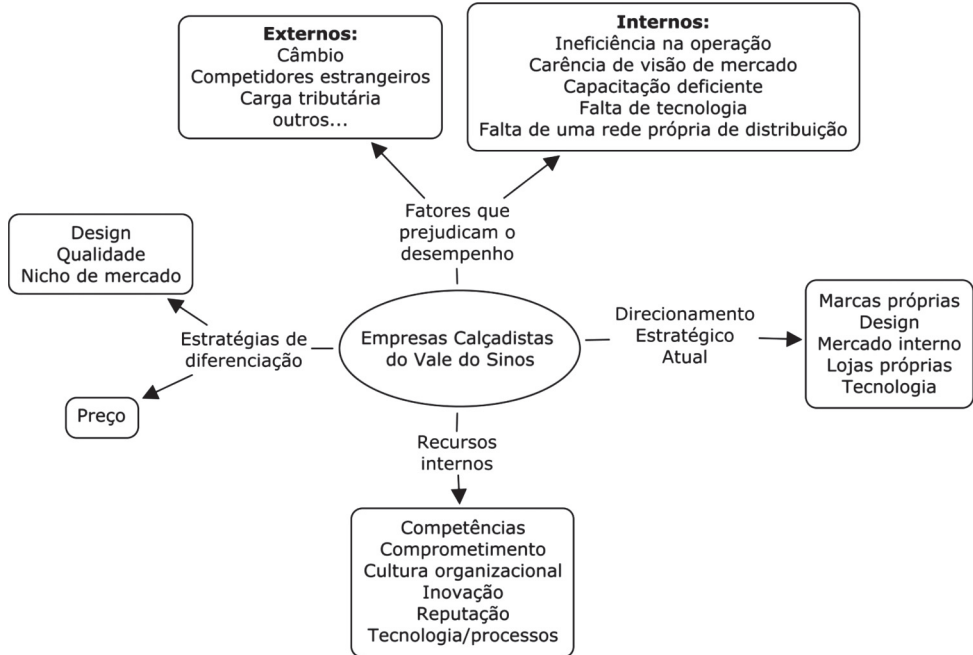 Externos:
Câmbio
Competidores estrangeiros
Carga tributária
outros...
Internos:
Ineficiência na operação
Carência de visão de mercado
Capacitação deficiente
Falta de tecnologia
Falta de uma rede própria de distribuição
Fatores que
prejudicam o
desempenho
Design
Qualidade
Nicho de mercado
Estratégias de
diferenciação
Preço
Empresas Calçadistas
do Vale do Sinos
Direcionamento
Estratégico
Atual
Marcas próprias
Design
Mercado interno
Lojas próprias
Tecnologia
Recursos
internos
Competências
Comprometimento
Cultura organizacional
Inovação
Reputação
Tecnologia/processos